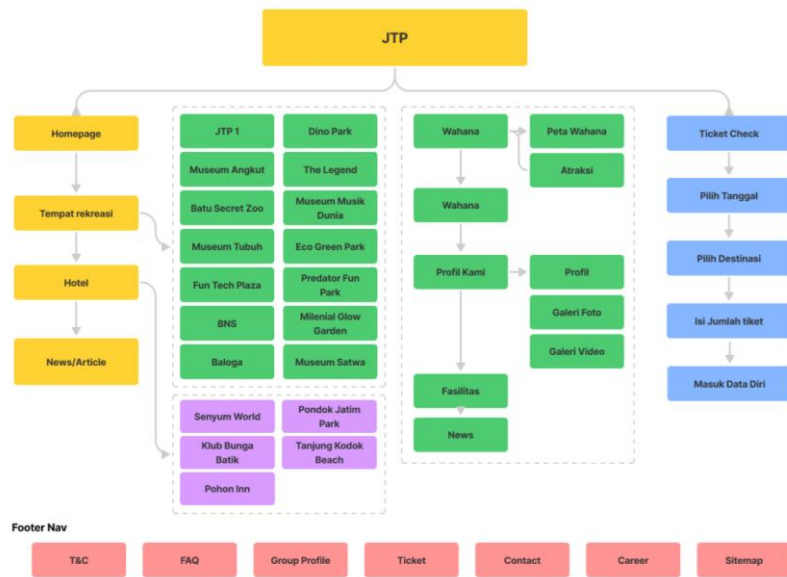 JTP
Homepage
Tempat rekreasi
Hotel
News/Article
JTP 1
Dino Park
Museum Angkut
The Legend
Batu Secret Zoo
Museum Musik
Dunia
Museum Tubuh
Eco Green Park
Fun Tech Plaza
Predator Fun
Park
BNS
Milenial Glow
Garden
Baloga
Museum Satwa
Senyum World
Pondok Jatim
Park
Klub Bunga
Batik
Tanjung Kodok
Beach
Pohon Inn
Wahana
Peta Wahana
Atraksi
Wahana
Profil Kami
Profil
Galeri Foto
Galeri Video
Fasilitas
News
Ticket Check
Pilih Tanggal
Pilih Destinasi
Isi Jumlah tiket
Masuk Data Diri
Footer Nav
T&C
FAQ
Group Profile
Ticket
Contact
Career
Sitemap